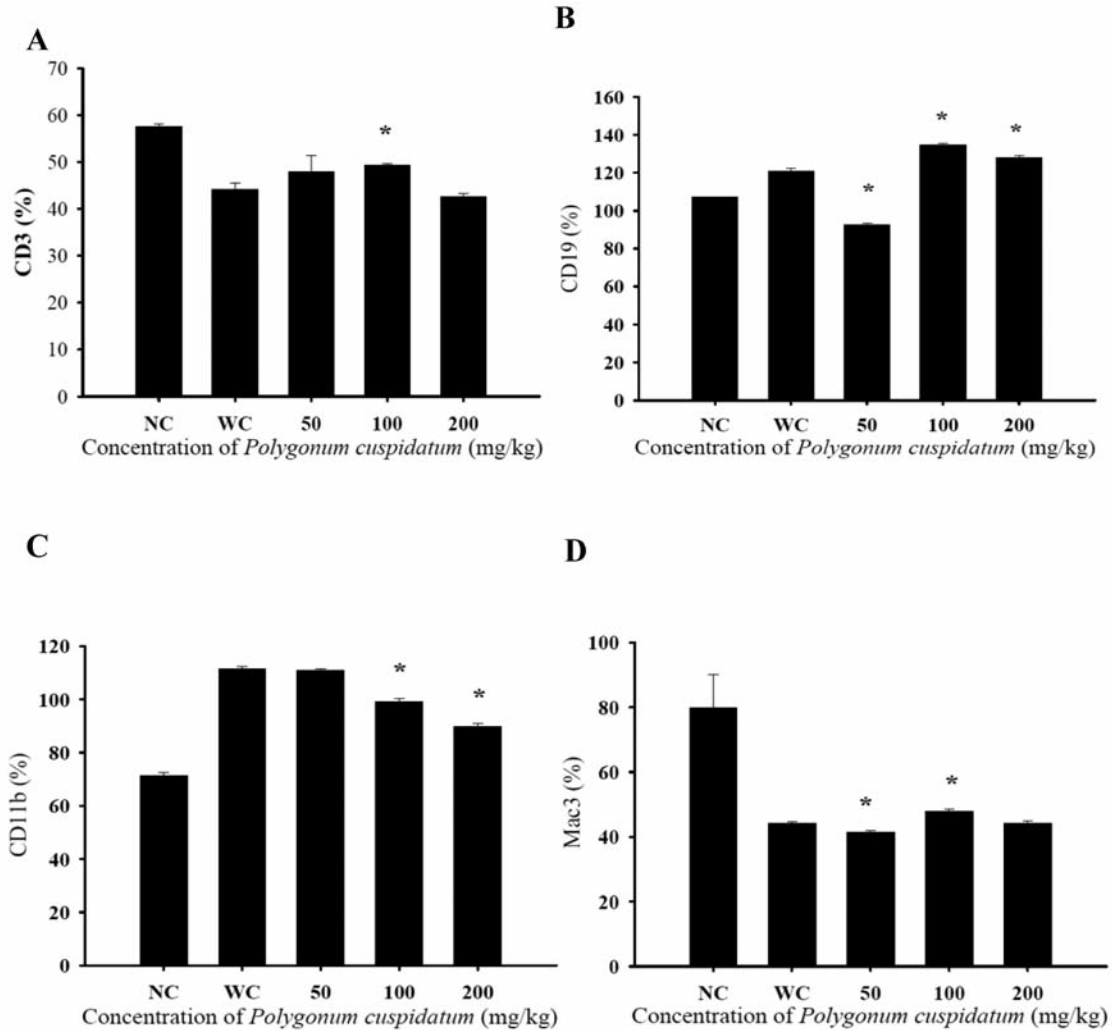 A
CD3 (%)
70
60
50
40
30
20
10
0
*
NC WC 50 100 200
Concentration of Polygonum cuspidatum (mg/kg)
B
CD19 (%)
160
140
120
100
80
60
40
20
0
*
*
*
NC WC 50 100 200
Concentration of Polygonum cuspidatum (mg/kg)
C
CD11b (%)
120
100
80
60
40
20
0
*
*
NC WC 50 100 200
Concentration of Polygonum cuspidatum (mg/kg)
D
Mac3 (%)
100
80
60
40
20
0
*
*
NC WC 50 100 200
Concentration of Polygonum cuspidatum (mg/kg)